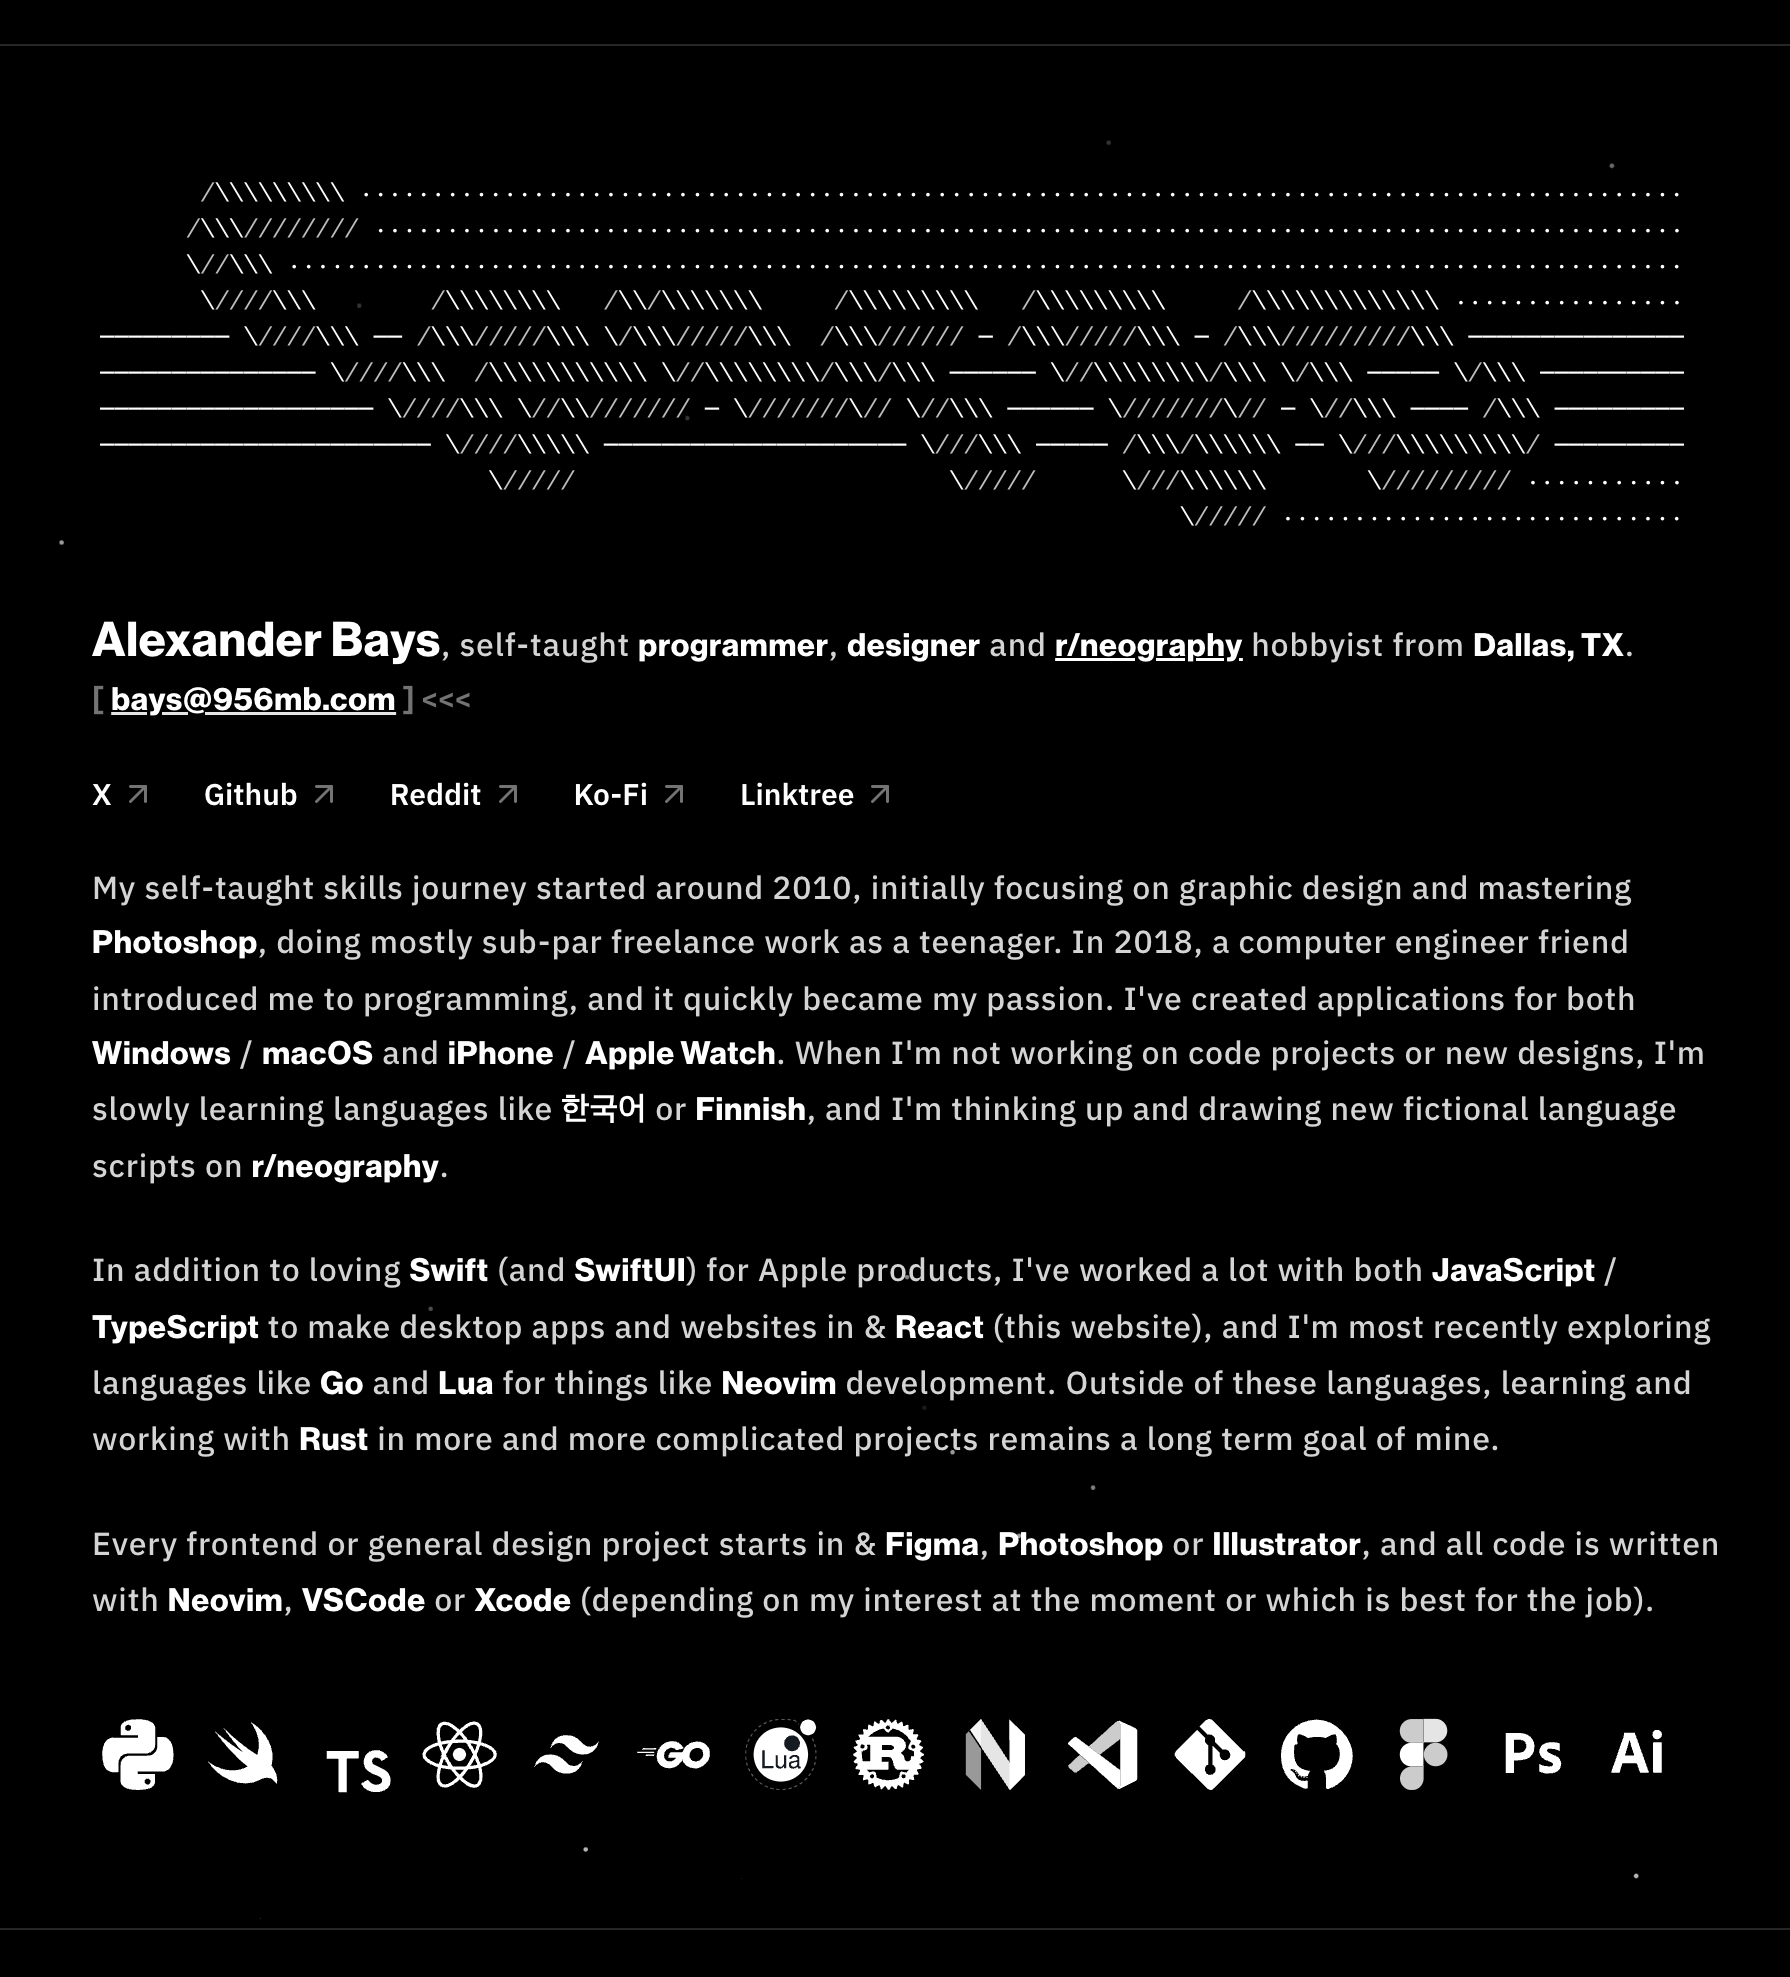 Alexander Bays, self-taught programmer, designer and r/neography hobbyist from Dallas, TX.
[ bays@956mb.com ] <<<
X Github Reddit Ko-Fi Linktree
My self-taught skills journey started around 2010, initially focusing on graphic design and mastering
Photoshop, doing mostly sub-par freelance work as a teenager. In 2018, a computer engineer friend
introduced me to programming, and it quickly became my passion. I've created applications for both
Windows / macOS and iPhone / Apple Watch. When I'm not working on code projects or new designs, I'm
slowly learning languages like 한국어 or Finnish, and I'm thinking up and drawing new fictional language
scripts on r/neography.
In addition to loving Swift (and SwiftUI) for Apple products, I've worked a lot with both JavaScript /
TypeScript to make desktop apps and websites in & React (this website), and I'm most recently exploring
languages like Go and Lua for things like Neovim development. Outside of these languages, learning and
working with Rust in more and more complicated projects remains a long term goal of mine.
Every frontend or general design project starts in & Figma, Photoshop or Illustrator, and all code is written
with Neovim, VSCode or Xcode (depending on my interest at the moment or which is best for the job).
TS GO Lua R N Ps Ai